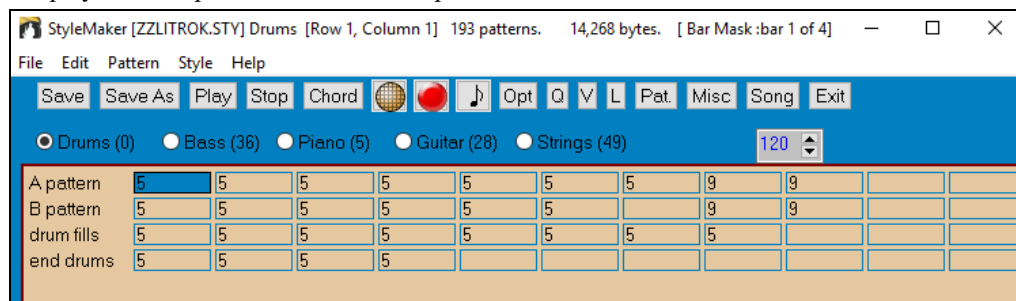 StyleMaker [ZZLITROK.STY] Drums [Row 1, Column 1] 193 patterns. 14,268 bytes. [ Bar Mask :bar 1 of 4]
File Edit Pattern Style Help
Save Save As Play Stop Chord Opt Q V L Pat. Misc Song Exit
Drums (0) Bass (36) Piano (5) Guitar (28) Strings (49) 120
A pattern 5 5 5 5 5 5 5 9 9
B pattern 5 5 5 5 5 5 9 9
drum fills 5 5 5 5 5 5 5 5
end drums 5 5 5 5